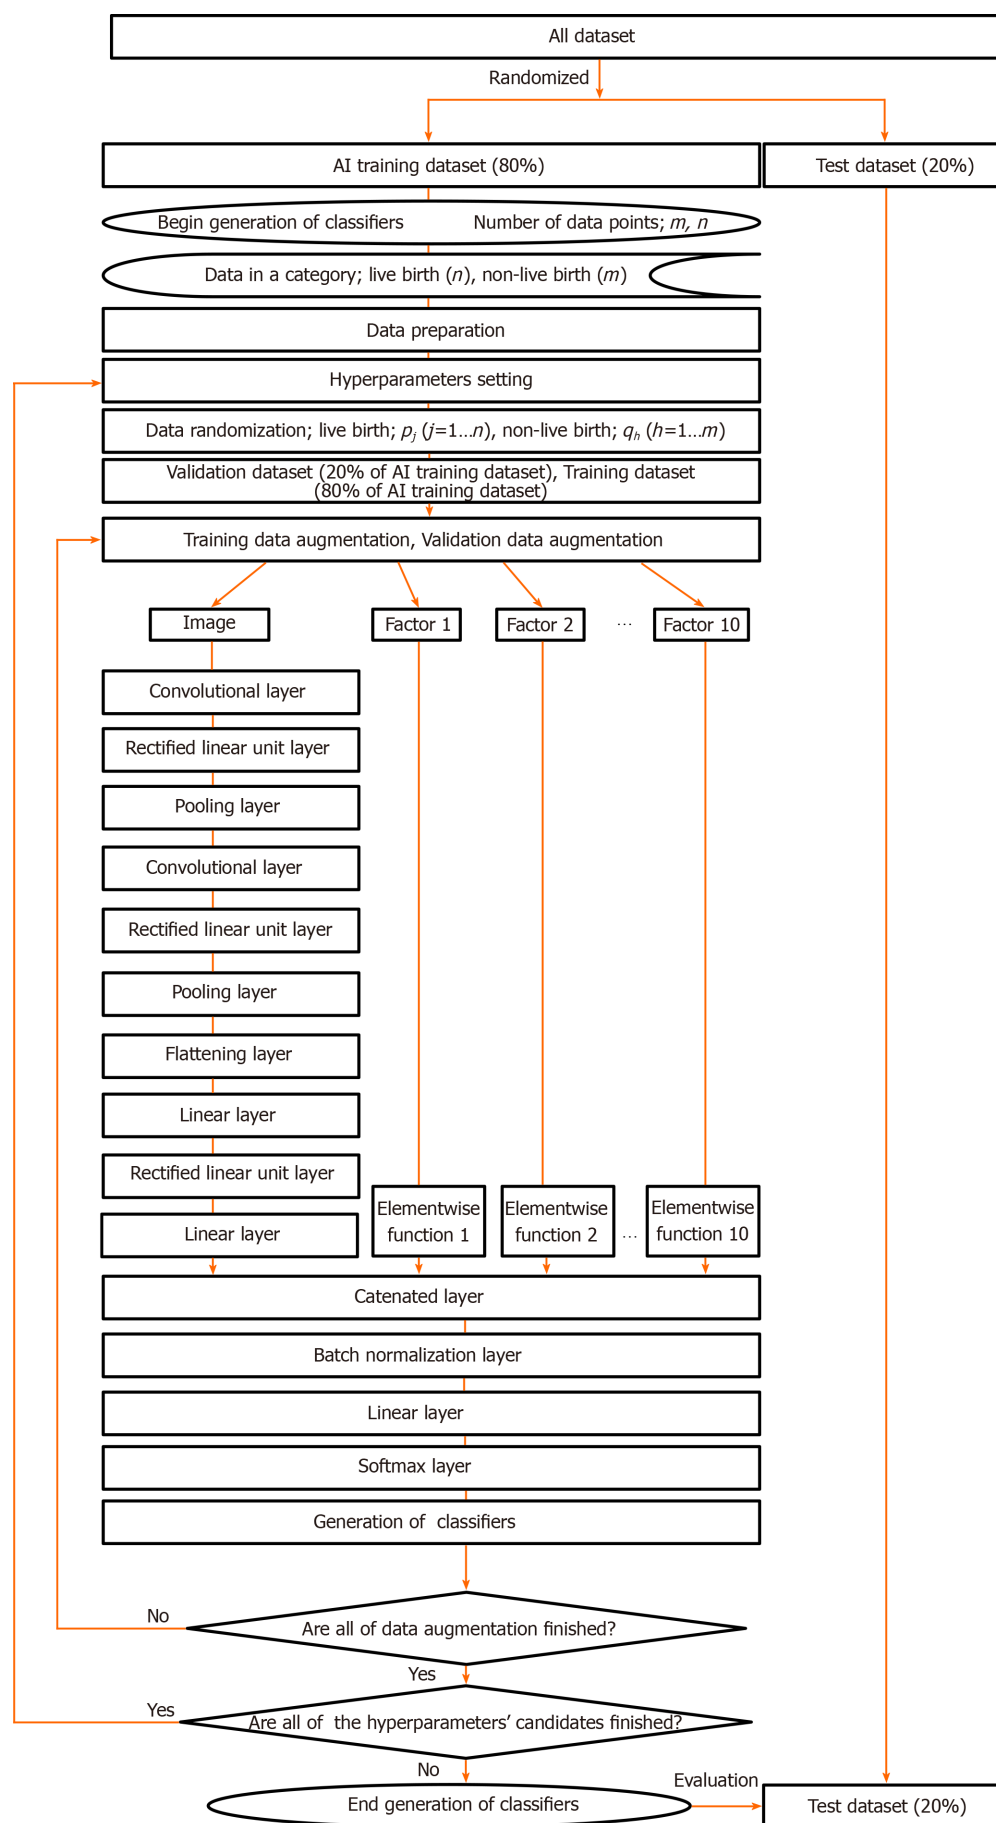 All dataset
Randomized
AI training dataset (80%)
Test dataset (20%)
Begin generation of classifiers
Number of data points; m, n
Data in a category; live birth (n), non-live birth (m)
Data preparation
Hyperparameters setting
Data randomization; live birth; pj (j=1...n), non-live birth; qh (h=1...m)
Validation dataset (20% of AI training dataset), Training dataset
(80% of AI training dataset)
Training data augmentation, Validation data augmentation
Image
Factor 1
Factor 2
...
Factor 10
Convolutional layer
Rectified linear unit layer
Pooling layer
Convolutional layer
Rectified linear unit layer
Pooling layer
Flattening layer
Linear layer
Rectified linear unit layer
Linear layer
Elementwise
function 1
Elementwise
function 2
...
Elementwise
function 10
Catenated layer
Batch normalization layer
Linear layer
Softmax layer
Generation of classifiers
No
Are all of data augmentation finished?
Yes
Yes
Are all of the hyperparameters’ candidates finished?
No
End generation of classifiers
Evaluation
Test dataset (20%)